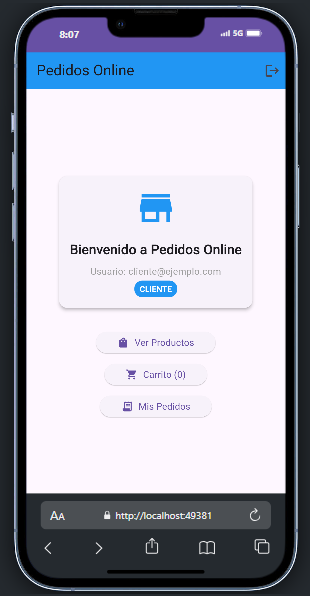 8:07
5G
Pedidos Online
Bienvenido a Pedidos Online
Usuario: cliente@ejemplo.com
CLIENTE
Ver Productos
Carrito (0)
Mis Pedidos
AA
http://localhost:49381